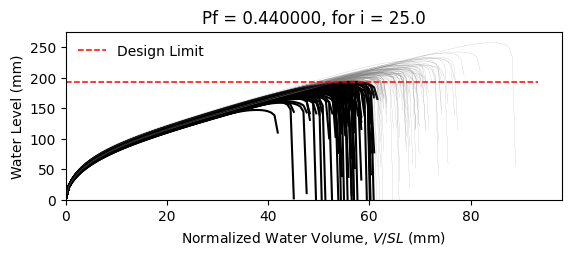 Pf = 0.440000, for i = 25.0
Water Level (mm)
250
200
150
100
50
0
Design Limit
0 20 40 60 80
Normalized Water Volume, V/SL (mm)